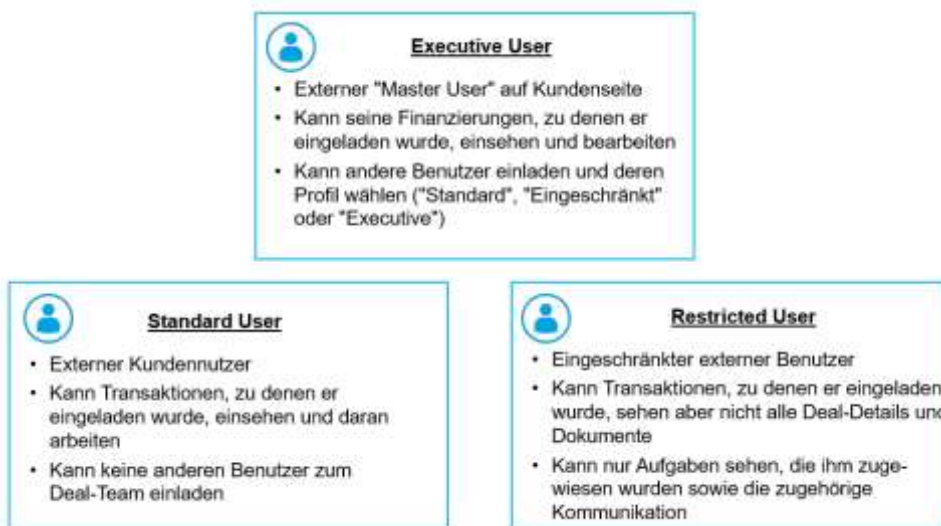 Executive User
• Externer "Master User" auf Kundenseite
• Kann seine Finanzierungen, zu denen er
eingeladen wurde, einsehen und bearbeiten
• Kann andere Benutzer einladen und deren
Profil wählen ("Standard", "Eingeschränkt"
oder "Executive")
Standard User
• Externer Kundennutzer
• Kann Transaktionen, zu denen er
eingeladen wurde, einsehen und daran
arbeiten
• Kann keine anderen Benutzer zum
Deal-Team einladen
Restricted User
• Eingeschränkter externer Benutzer
• Kann Transaktionen, zu denen er eingeladen
wurde, sehen aber nicht alle Deal-Details und
Dokumente
• Kann nur Aufgaben sehen, die ihm zuge-
wiesen wurden sowie die zugehörige
Kommunikation